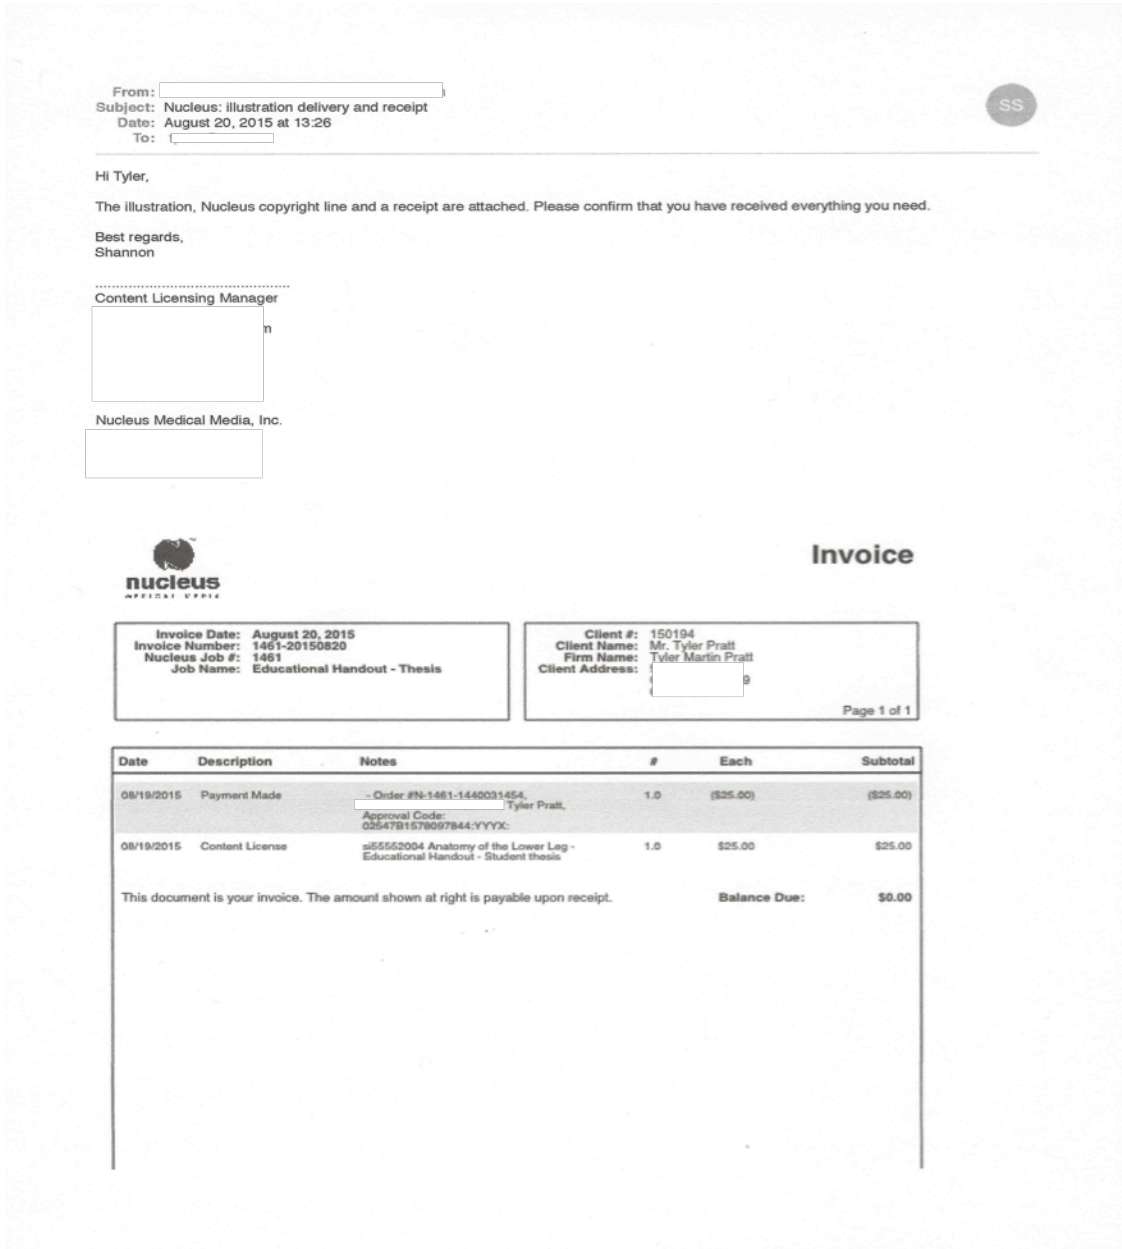 From:
SS
Subject: Nucleus: illustration delivery and receipt
Date: August 20, 2015 at 13:26
To:
Hi Tyler,
The illustration, Nucleus copyright line and a receipt are attached. Please confirm that you have received everything you need.
Best regards,
Shannon
Content Licensing Manager
m
Nucleus Medical Media, Inc.
nucleus
MEDICAL MEDIA
Invoice
Invoice Date: August 20, 2015
Invoice Number: 1461-20150820
Nucleus Job #: 1461
Job Name: Educational Handout - Thesis
Client #: 150194
Client Name: Mr. Tyler Pratt
Firm Name: Tyler Martin Pratt
Client Address:
9
Page 1 of 1
Date Description Notes # Each Subtotal
08/19/2015 Payment Made - Order #N-1461-1440031454, 1.0 ($25.00) ($25.00)
Tyler Pratt,
Approval Code:
02547B1578097844:YYYX:
08/19/2015 Content License si55552004 Anatomy of the Lower Leg - 1.0 $25.00 $25.00
Educational Handout - Student thesis
This document is your invoice. The amount shown at right is payable upon receipt. Balance Due: $0.00